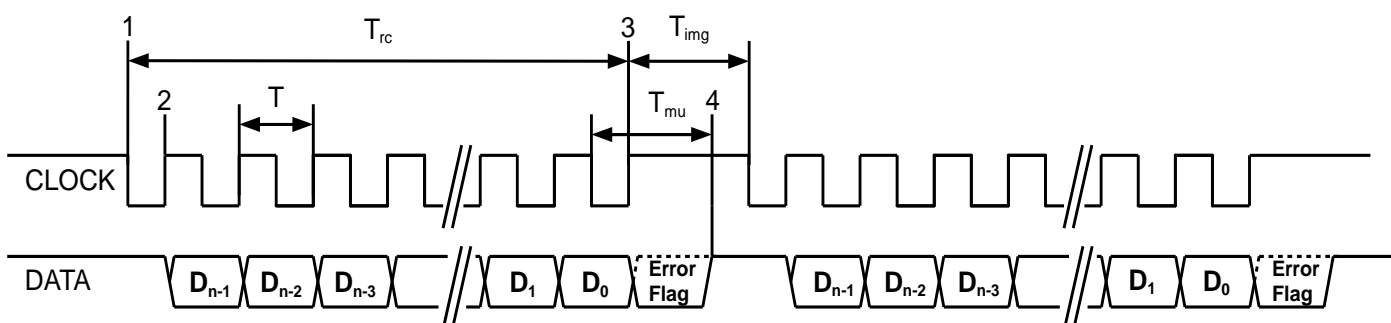 1 T_rc 3 T_img
2 T T_mu 4
CLOCK
DATA D_n-1 D_n-2 D_n-3 D_1 D_0 Error Flag D_n-1 D_n-2 D_n-3 D_1 D_0 Error Flag